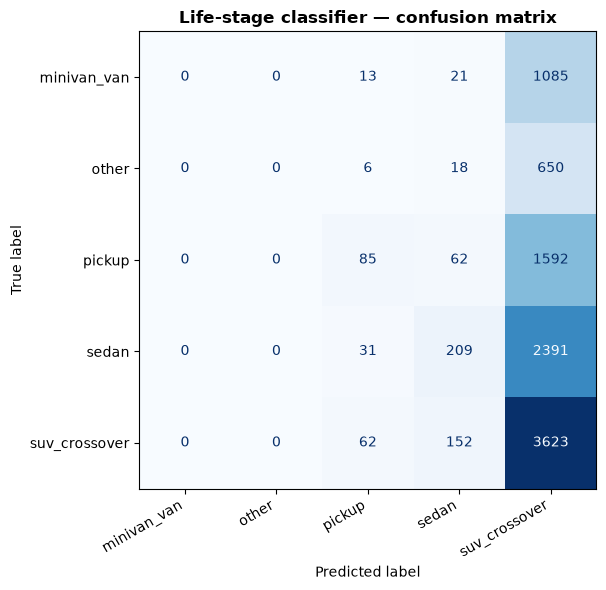 Life-stage classifier — confusion matrix
True label
minivan_van 0 0 13 21 1085
other 0 0 6 18 650
pickup 0 0 85 62 1592
sedan 0 0 31 209 2391
suv_crossover 0 0 62 152 3623
minivan_van other pickup sedan suv_crossover
Predicted label